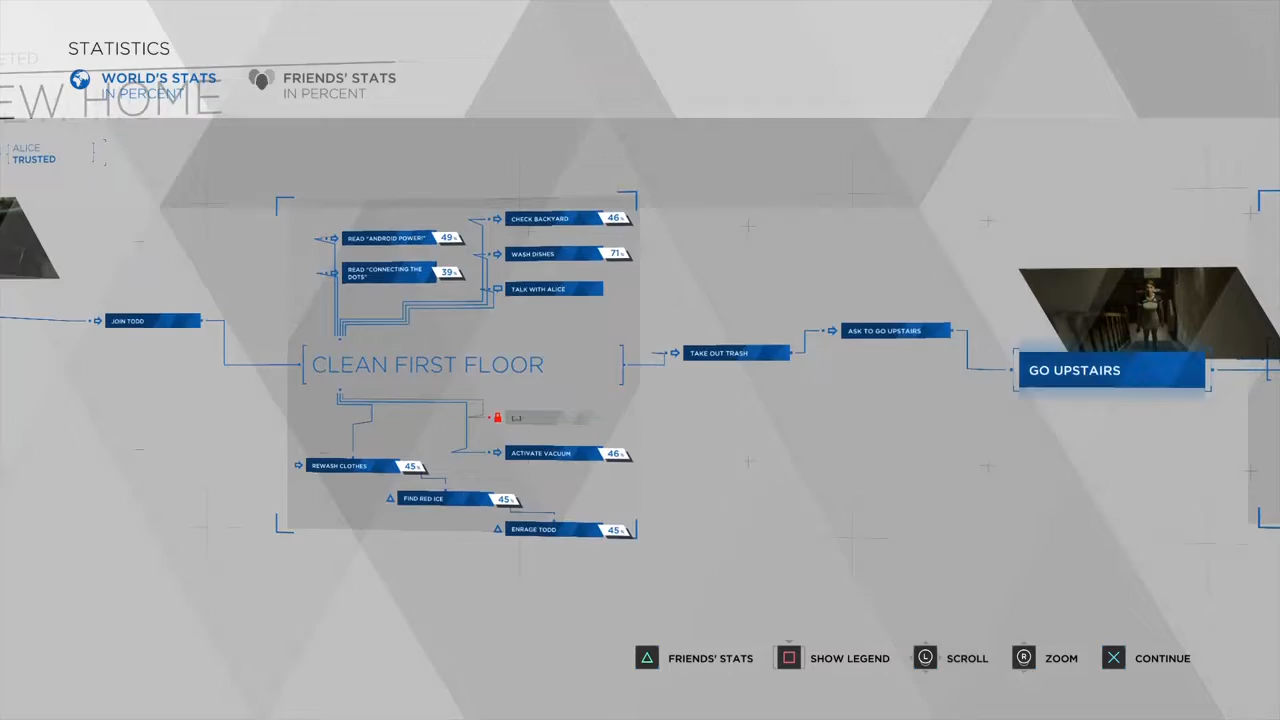 STATISTICS
WORLD'S STATS
IN PERCENT
FRIENDS' STATS
IN PERCENT
ETED
EW HOME
ALICE
TRUSTED
CHECK BACKYARD 46%
READ "ANDROID POWER!" 49%
WASH DISHES 71%
READ "CONNECTING THE
DOTS" 39%
TALK WITH ALICE
JOIN TODD
ASK TO GO UPSTAIRS
TAKE OUT TRASH
CLEAN FIRST FLOOR
GO UPSTAIRS
[...]
ACTIVATE VACUUM 46%
REWASH CLOTHES 45%
FIND RED ICE 45%
ENRAGE TODD 45%
FRIENDS' STATS
SHOW LEGEND
L SCROLL
R ZOOM
CONTINUE